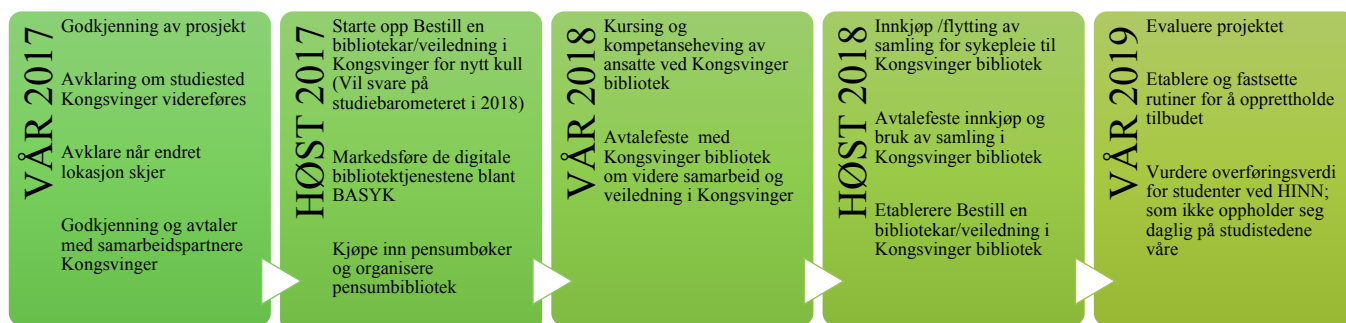 VÅR 2017
Godkjenning av prosjekt
Avklaring om studiested
Kongsvinger videreføres
Avklare når endret
lokasjon skjer
Godkjenning og avtaler
med samarbeidspartnere
Kongsvinger
HØST 2017
Starte opp Bestill en
bibliotekar/veiledning i
Kongsvinger for nytt kull
(Vil svare på
studiebarometeret i 2018)
Markedsføre de digitale
bibliotektjenestene blant
BASYK
Kjøpe inn pensumbøker
og organisere
pensumbibliotek
VÅR 2018
Kursing og
kompetanseheving av
ansatte ved Kongsvinger
bibliotek
Avtalefeste med
Kongsvinger bibliotek
om videre samarbeid og
veiledning i Kongsvinger
HØST 2018
Innkjøp /flytting av
samling for sykepleie til
Kongsvinger bibliotek
Avtalefeste innkjøp og
bruk av samling i
Kongsvinger bibliotek
Etablerere Bestill en
bibliotekar/veiledning i
Kongsvinger bibliotek
VÅR 2019
Evaluere projektet
Etablere og fastsette
rutiner for å opprettholde
tilbudet
Vurdere overføringsverdi
for studenter ved HINN;
som ikke oppholder seg
daglig på studistedene
våre